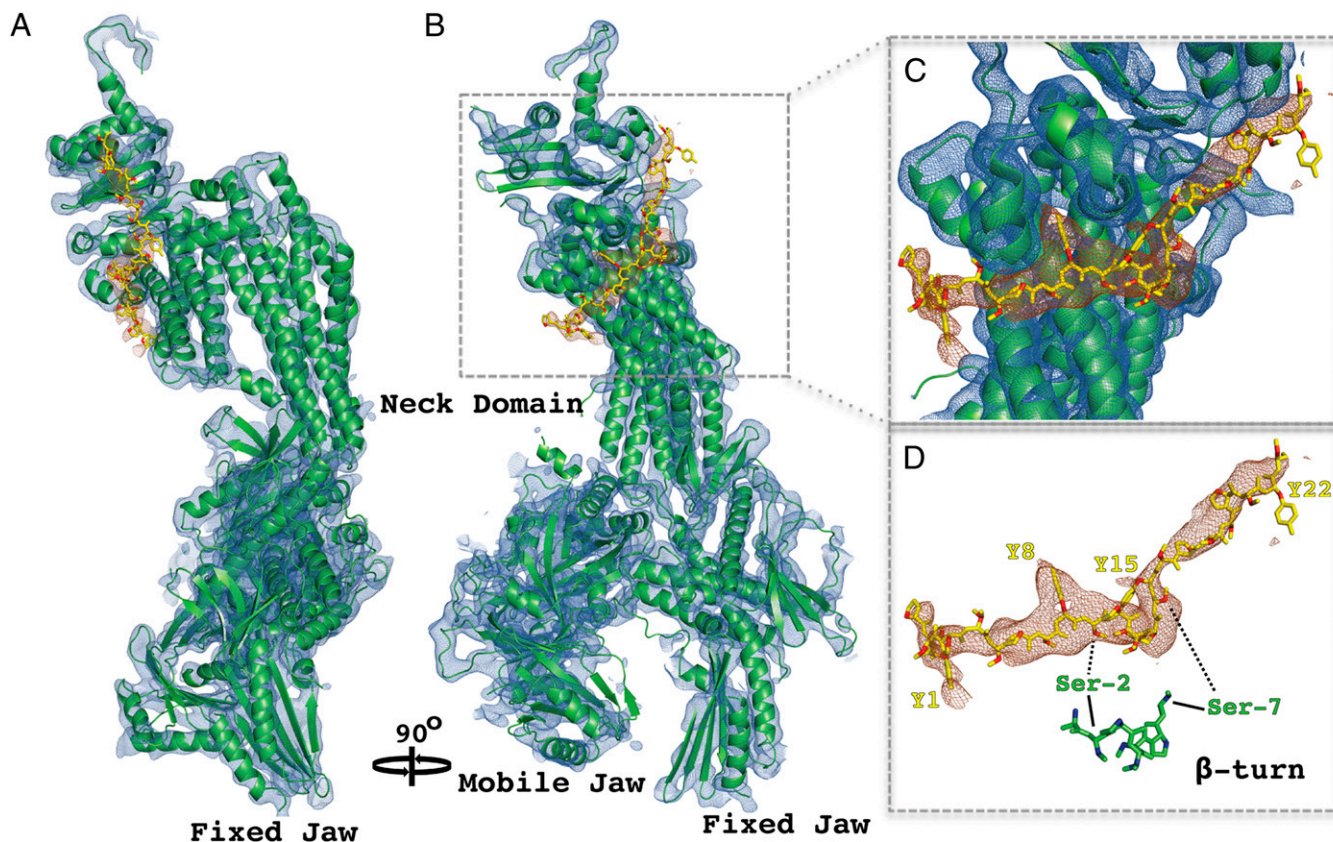 A
B
C
Neck Domain
D
Y22
Y8
Y15
Ser-2
Y1
Ser-7
90°
β-turn
Mobile Jaw
Fixed Jaw
Fixed Jaw